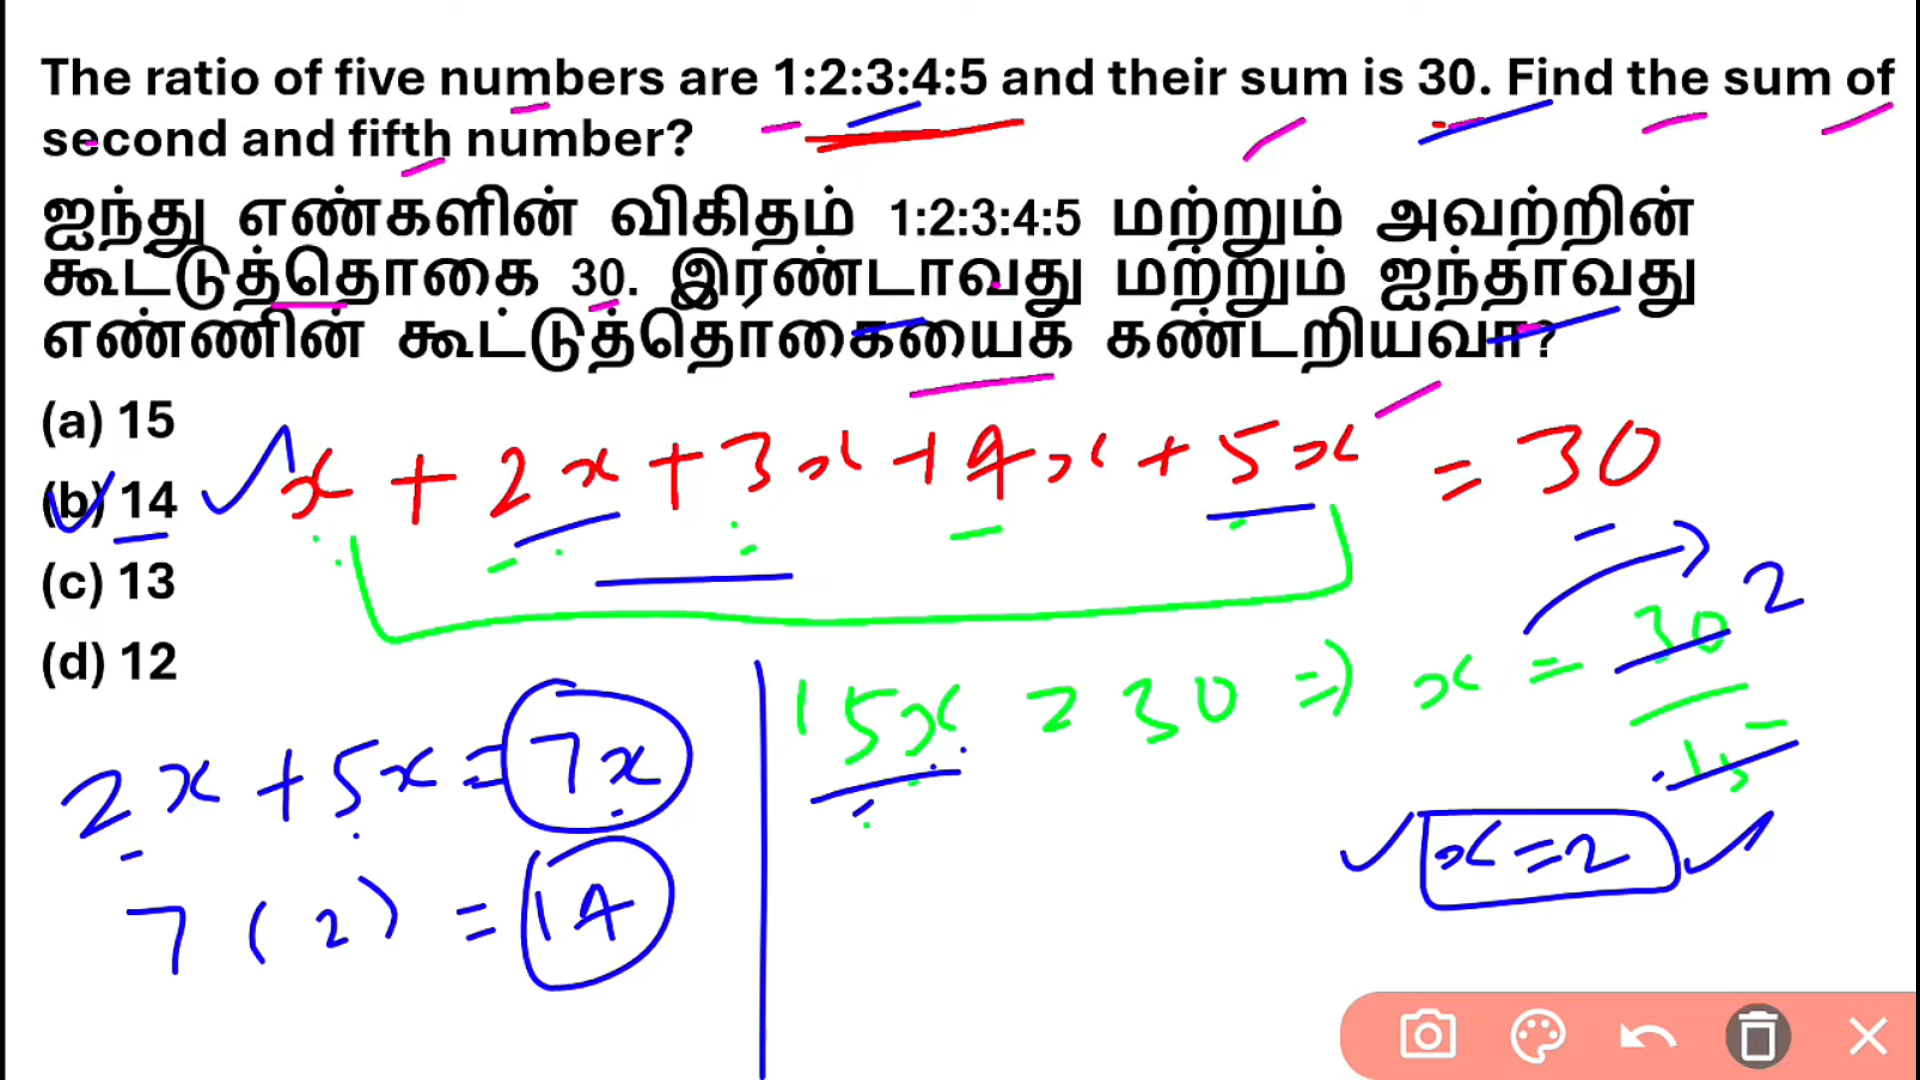 The ratio of five numbers are 1:2:3:4:5 and their sum is 30. Find the sum of
second and fifth number?
ஐந்து எண்களின் விகிதம் 1:2:3:4:5 மற்றும் அவற்றின்
கூட்டுத்தொகை 30. இரண்டாவது மற்றும் ஐந்தாவது
எண்ணின் கூட்டுத்தொகையைக் கண்டறியவா?
(a) 15
(b) 14
(c) 13
(d) 12
x + 2x + 3x + 4x + 5x = 30
15x = 30 => x = 30/15 2
x = 2
2x + 5x = 7x
7 (2) = 14